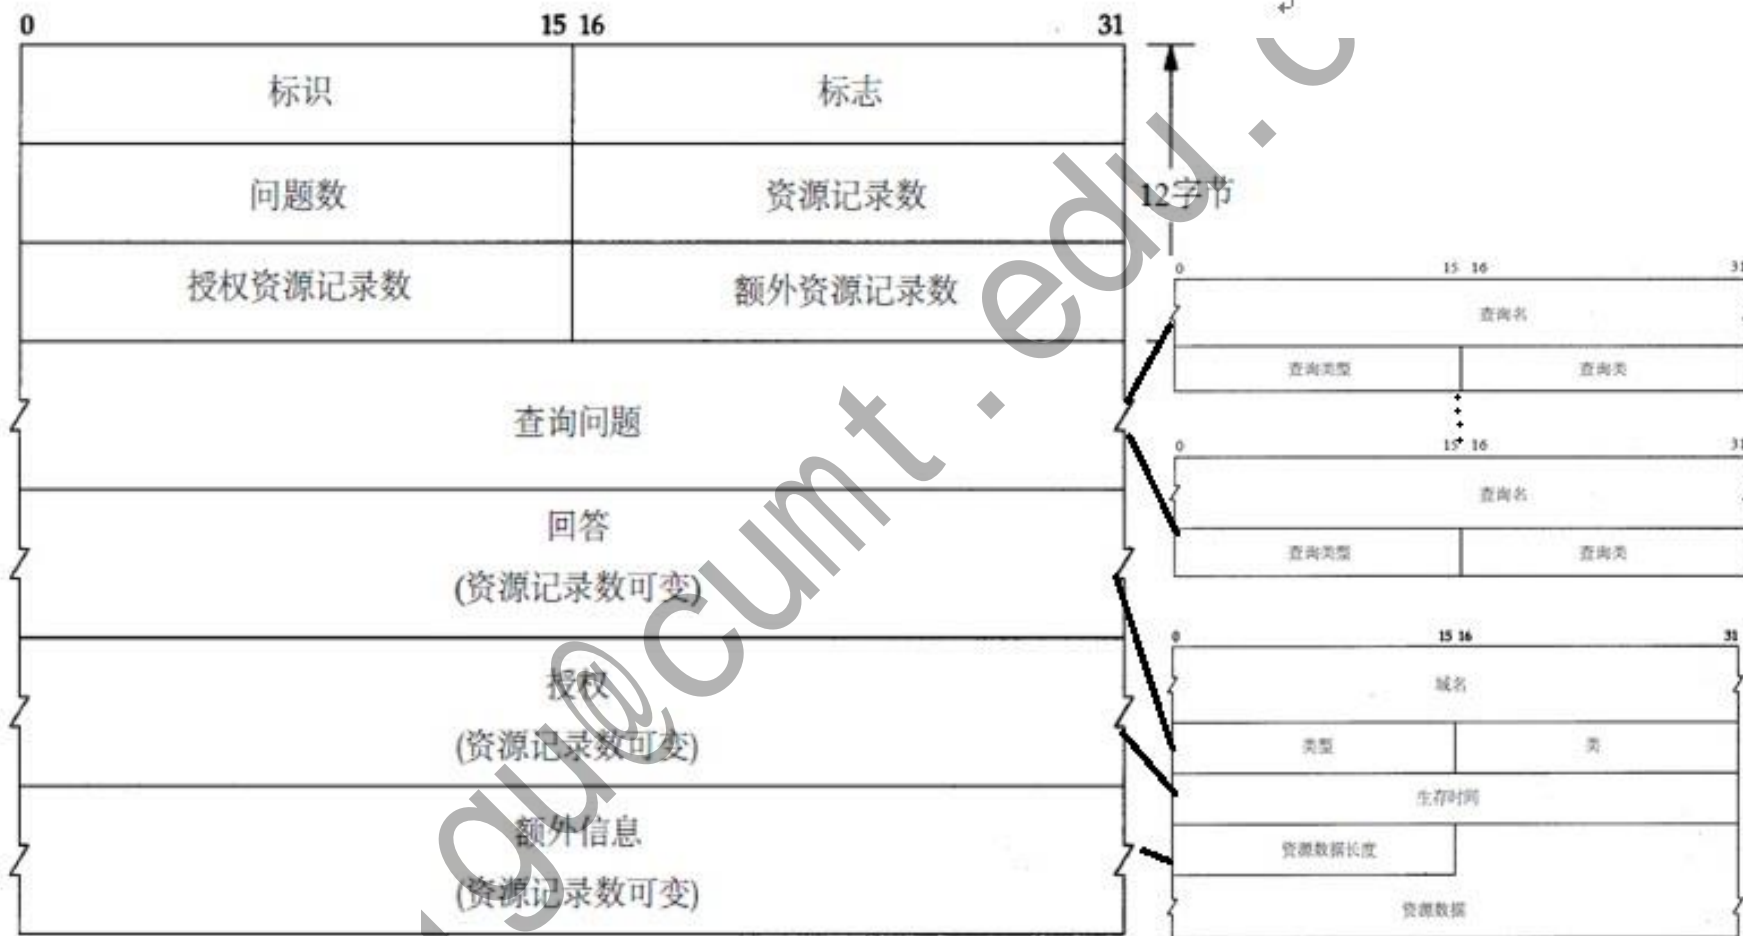 0 15 16 31
标识 标志
问题数 资源记录数
12字节
授权资源记录数 额外资源记录数
查询问题
回答
(资源记录数可变)
授权
(资源记录数可变)
额外信息
(资源记录数可变)
0 15 16 31
查询名
查询类型 查询类
0 15 16 31
查询名
查询类型 查询类
0 15 16 31
域名
类型 类
生存时间
资源数据长度
资源数据
gu@cumt.edu.c